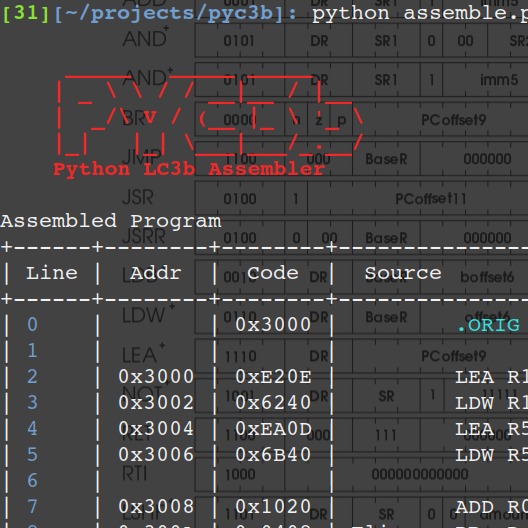 [31][~/projects/pyc3b]: python assemble.p
Python LC3b Assembler
Assembled Program
| Line | Addr | Code | Source
| 0 | | 0x3000 | .ORIG
| 1 | | |
| 2 | 0x3000 | 0xE20E | LEA R1
| 3 | 0x3002 | 0x6240 | LDW R1
| 4 | 0x3004 | 0xEA0D | LEA R5
| 5 | 0x3006 | 0x6B40 | LDW R5
| 6 | | |
| 7 | 0x3008 | 0x1020 | ADD R0
AND+ 0101 DR SR1 0 00 SR2
AND+ 0101 DR SR1 1 imm5
BR 0000 n z p PCoffset9
JMP 1100 000 BaseR 000000
JSR 0100 1 PCoffset11
JSRR 0100 0 00 BaseR 000000
LDB+ 0010 DR BaseR boffset6
LDW+ 0110 DR BaseR offset6
LEA+ 1110 DR PCoffset9
NOT+ 1001 DR SR 1 11111
RET 1100 000 111 000000
RTI 1000 000000000000